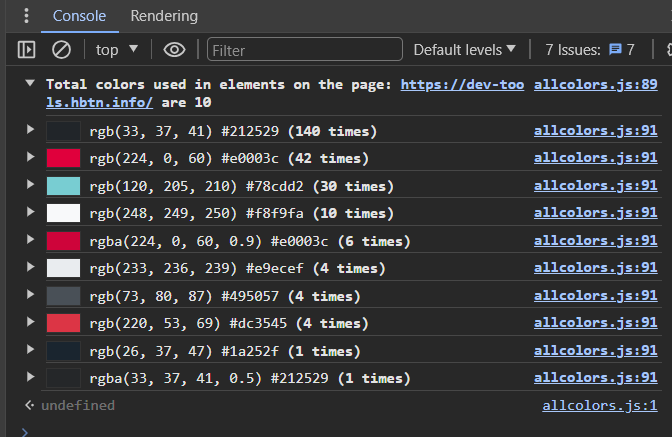 Console Rendering
top Filter Default levels 7 Issues: 7
Total colors used in elements on the page: https://dev-too allcolors.js:89
ls.hbtn.info/ are 10
rgb(33, 37, 41) #212529 (140 times) allcolors.js:91
rgb(224, 0, 60) #e0003c (42 times) allcolors.js:91
rgb(120, 205, 210) #78cdd2 (30 times) allcolors.js:91
rgb(248, 249, 250) #f8f9fa (10 times) allcolors.js:91
rgba(224, 0, 60, 0.9) #e0003c (6 times) allcolors.js:91
rgb(233, 236, 239) #e9ecef (4 times) allcolors.js:91
rgb(73, 80, 87) #495057 (4 times) allcolors.js:91
rgb(220, 53, 69) #dc3545 (4 times) allcolors.js:91
rgb(26, 37, 47) #1a252f (1 times) allcolors.js:91
rgba(33, 37, 41, 0.5) #212529 (1 times) allcolors.js:91
undefined allcolors.js:1